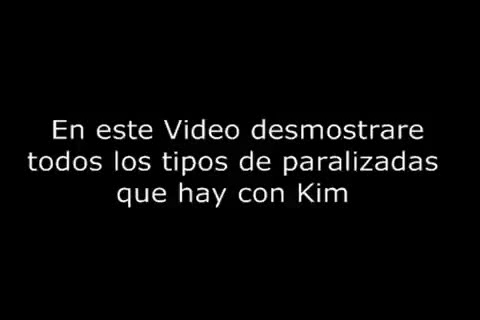 En este Video desmostrare
todos los tipos de paralizadas
que hay con Kim